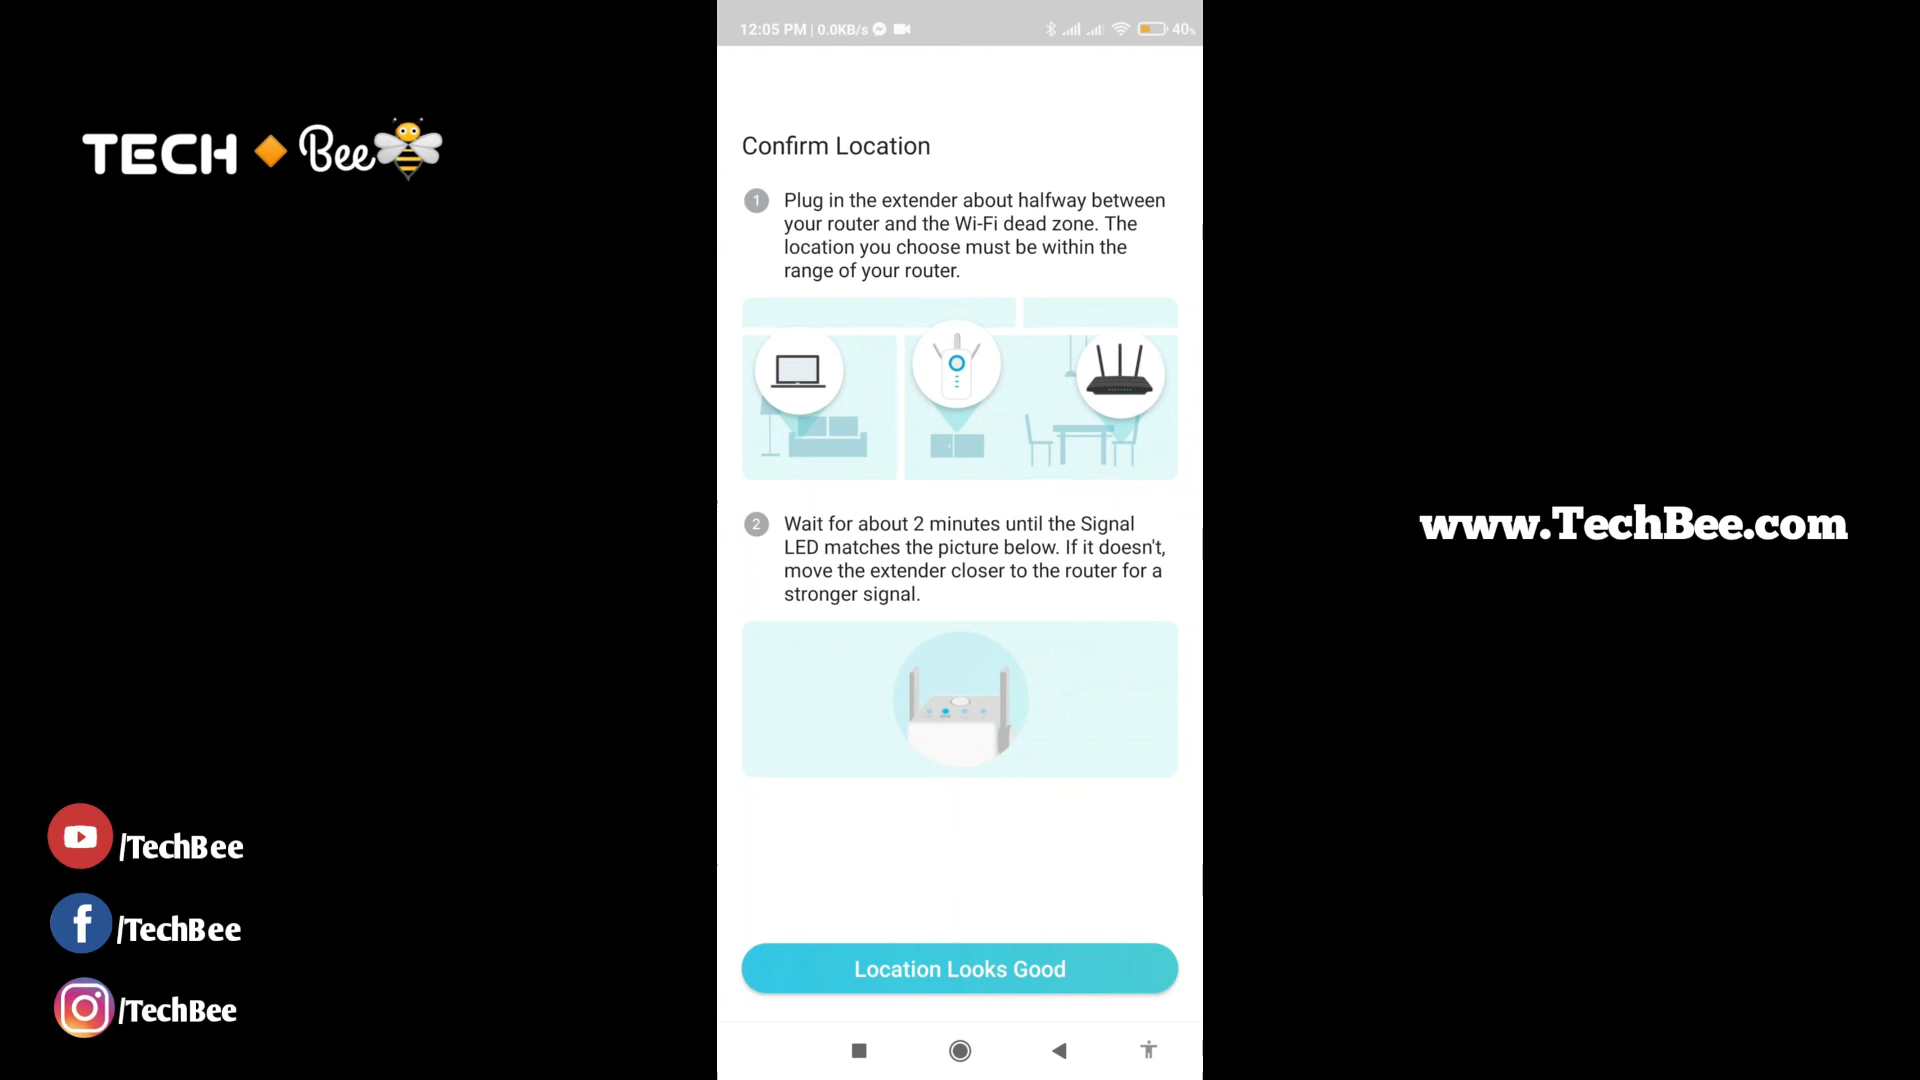 12:05 PM | 0.0KB/s
40%
TECH Bee
Confirm Location
1 Plug in the extender about halfway between
your router and the Wi-Fi dead zone. The
location you choose must be within the
range of your router.
2 Wait for about 2 minutes until the Signal
LED matches the picture below. If it doesn't,
move the extender closer to the router for a
stronger signal.
Location Looks Good
www.TechBee.com
/TechBee
/TechBee
/TechBee